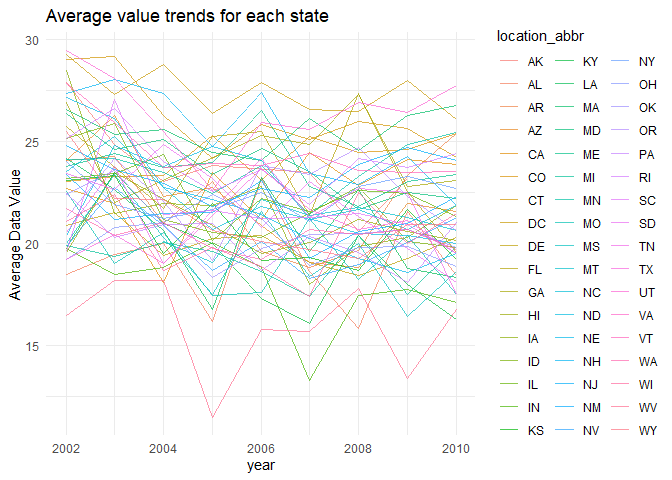 Average value trends for each state
30
25
20
15
Average Data Value
2002
2004
2006
2008
2010
year
location_abbr
AK KY NY
AL LA OH
AR MA OK
AZ MD OR
CA ME PA
CO MI RI
CT MN SC
DC MO SD
DE MS TN
FL MT TX
GA NC UT
HI ND VA
IA NE VT
ID NH WA
IL NJ WI
IN NM WV
KS NV WY